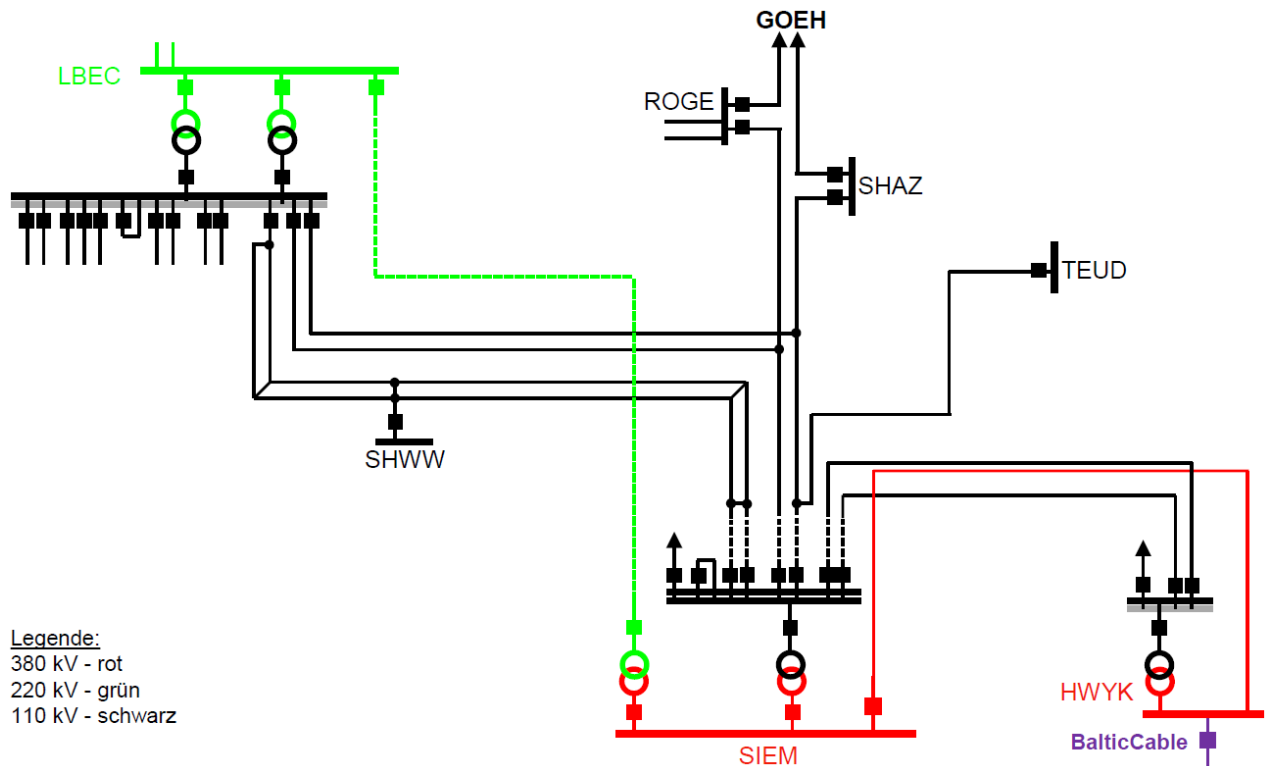 GOEH
LBEC
ROGE
SHAZ
TEUD
SHWW
Legende:
380 kV - rot
220 kV - grün
110 kV - schwarz
HWYK
SIEM
BalticCable